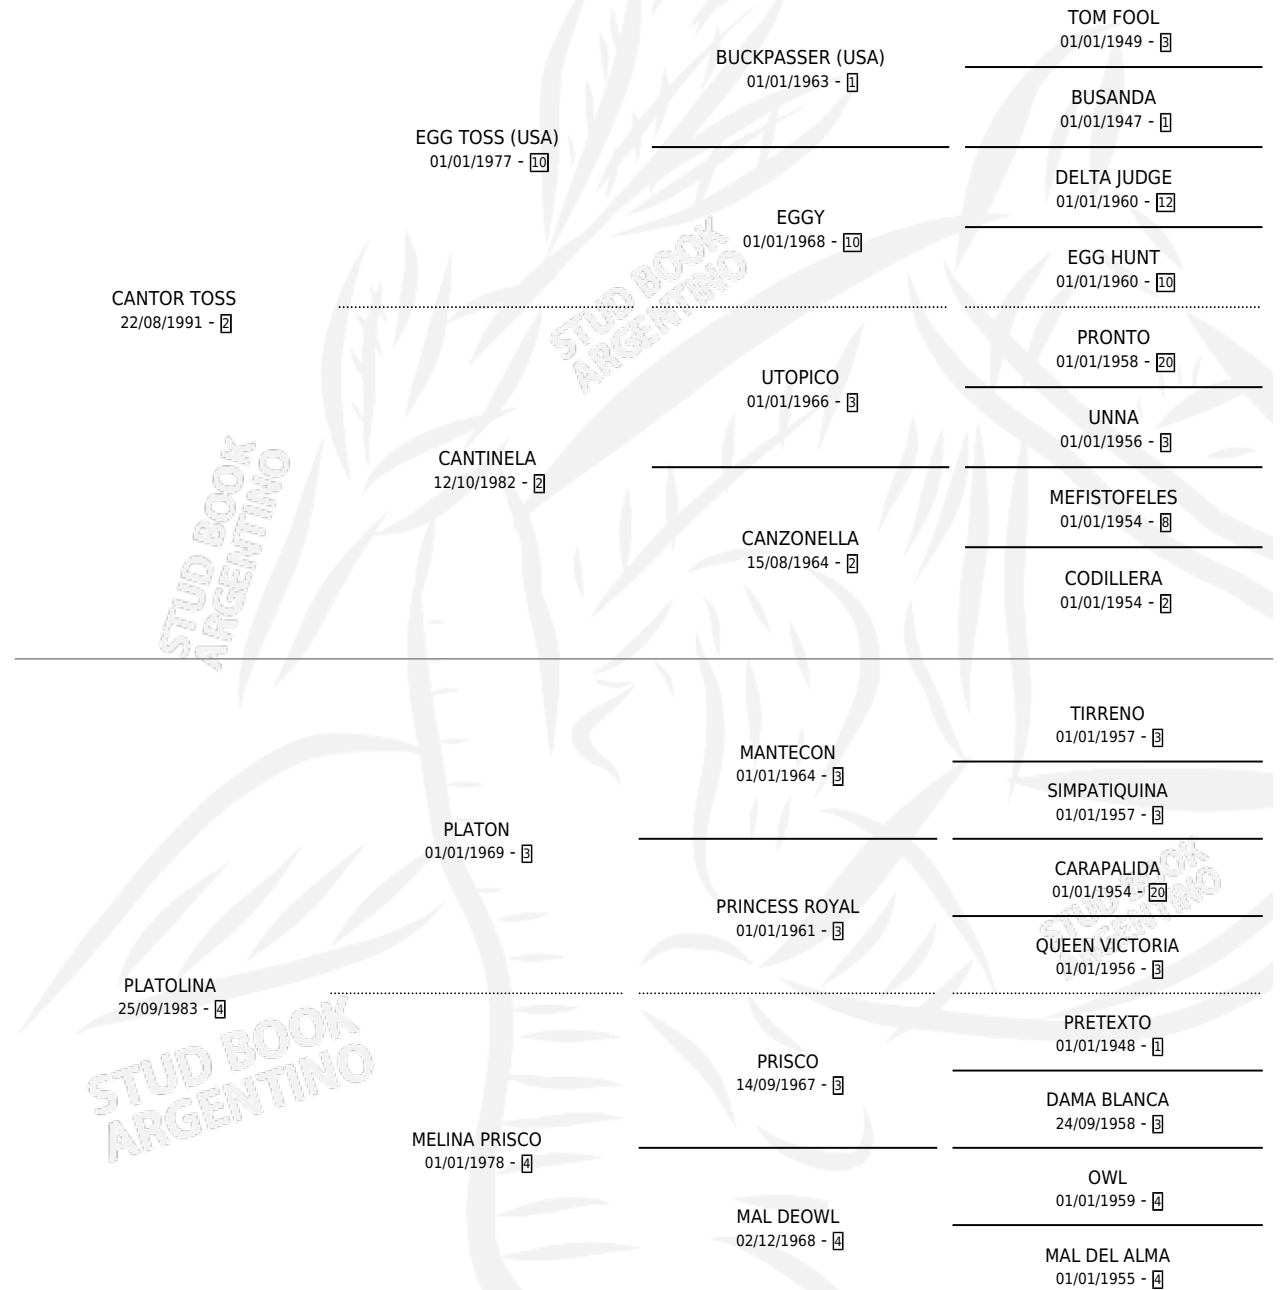 TOM FOOL
01/01/1949 - 3
BUCKPASSER (USA)
01/01/1963 - 1
BUSANDA
01/01/1947 - 1
EGG TOSS (USA)
01/01/1977 - 10
DELTA JUDGE
01/01/1960 - 12
EGGY
01/01/1968 - 10
EGG HUNT
01/01/1960 - 10
CANTOR TOSS
22/08/1991 - 2
PRONTO
01/01/1958 - 20
UTOPICO
01/01/1966 - 3
UNNA
01/01/1956 - 3
CANTINELA
12/10/1982 - 2
MEFISTOFELES
01/01/1954 - 8
CANZONELLA
15/08/1964 - 2
CODILLERA
01/01/1954 - 2
TIRRENO
01/01/1957 - 3
MANTECON
01/01/1964 - 3
SIMPATIQUINA
01/01/1957 - 3
PLATON
01/01/1969 - 3
CARAPALIDA
01/01/1954 - 20
PRINCESS ROYAL
01/01/1961 - 3
QUEEN VICTORIA
01/01/1956 - 3
PLATOLINA
25/09/1983 - 4
PRETEXTO
01/01/1948 - 1
PRISCO
14/09/1967 - 3
DAMA BLANCA
24/09/1958 - 3
MELINA PRISCO
01/01/1978 - 4
OWL
01/01/1959 - 4
MAL DEOWL
02/12/1968 - 4
MAL DEL ALMA
01/01/1955 - 4
STUD BOOK
ARGENTINO
STUD BOOK
ARGENTINO
STUD BOOK
ARGENTINO
STUD BOOK
ARGENTINO